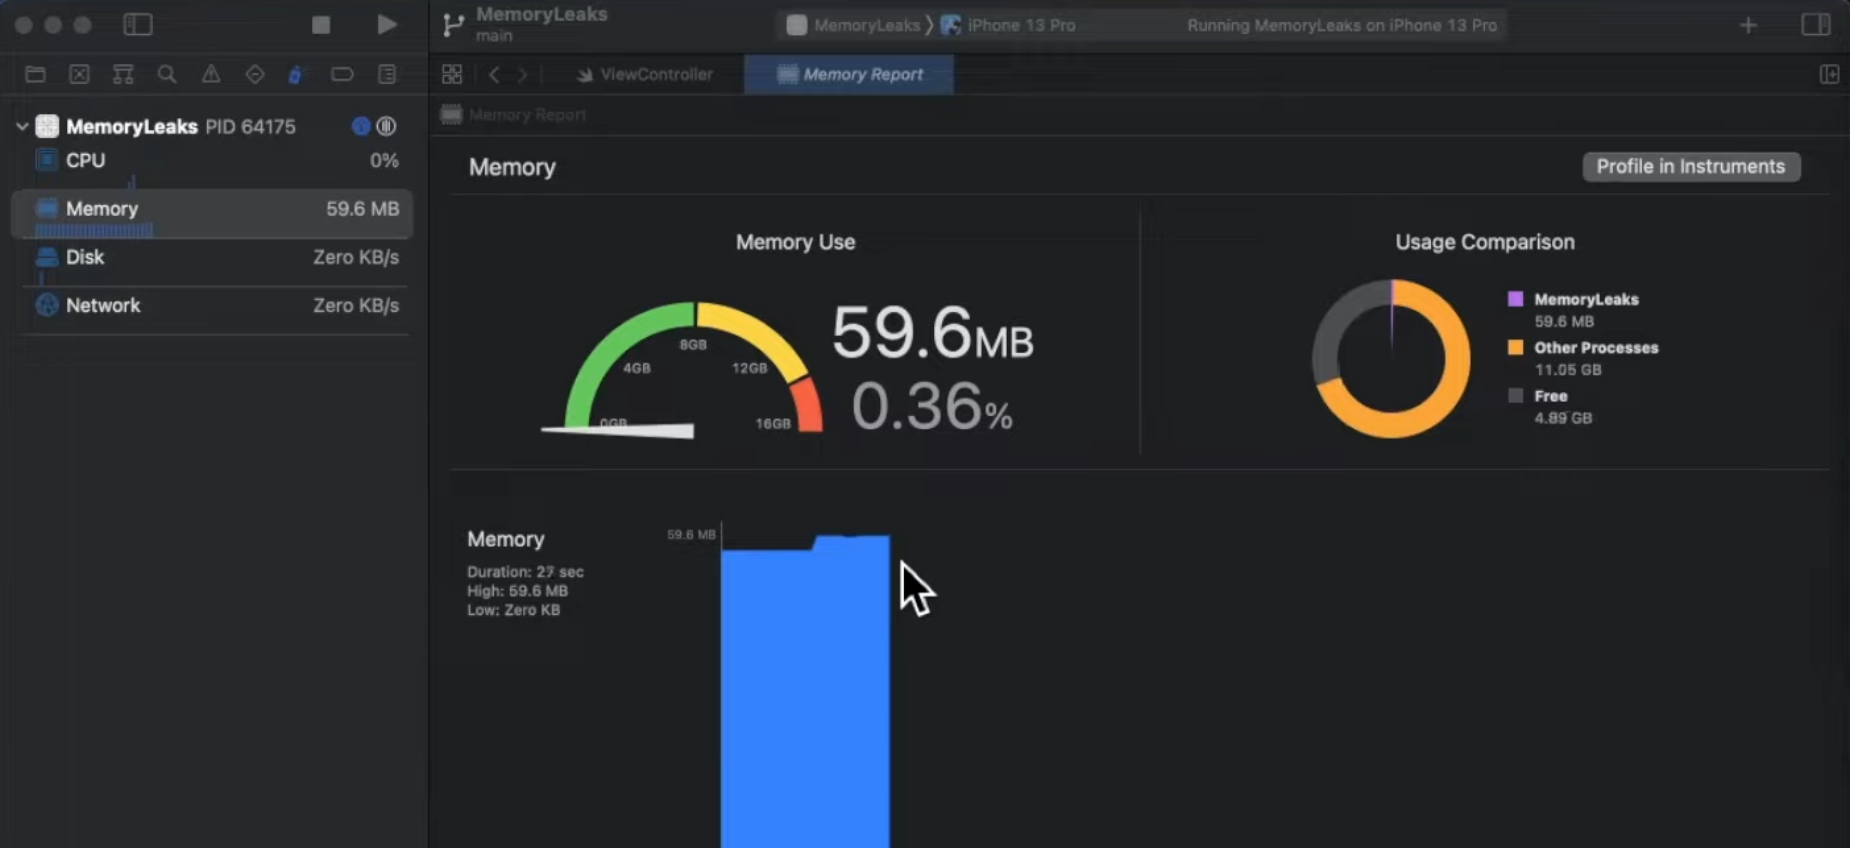 MemoryLeaks
main
MemoryLeaks 〉 iPhone 13 Pro
Running MemoryLeaks on iPhone 13 Pro
ViewController
Memory Report
MemoryLeaks PID 64175
CPU 0%
Memory 59.6 MB
Disk Zero KB/s
Network Zero KB/s
Memory Report
Memory
Profile in Instruments
Memory Use
0GB
4GB
8GB
12GB
16GB
59.6MB
0.36%
Usage Comparison
MemoryLeaks
59.6 MB
Other Processes
11.05 GB
Free
4.89 GB
Memory
Duration: 27 sec
High: 59.6 MB
Low: Zero KB
59.6 MB